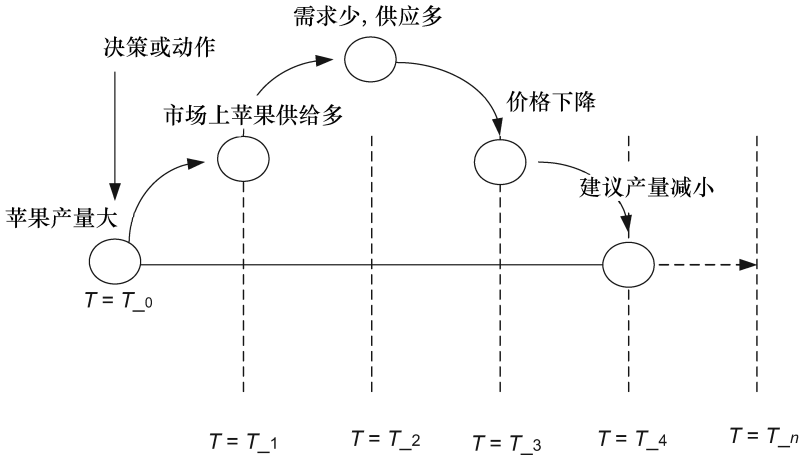 需求少, 供应多
决策或动作
价格下降
市场上苹果供给多
建议产量减小
苹果产量大
T = T_0
T = T_1
T = T_2
T = T_3
T = T_4
T = T_n